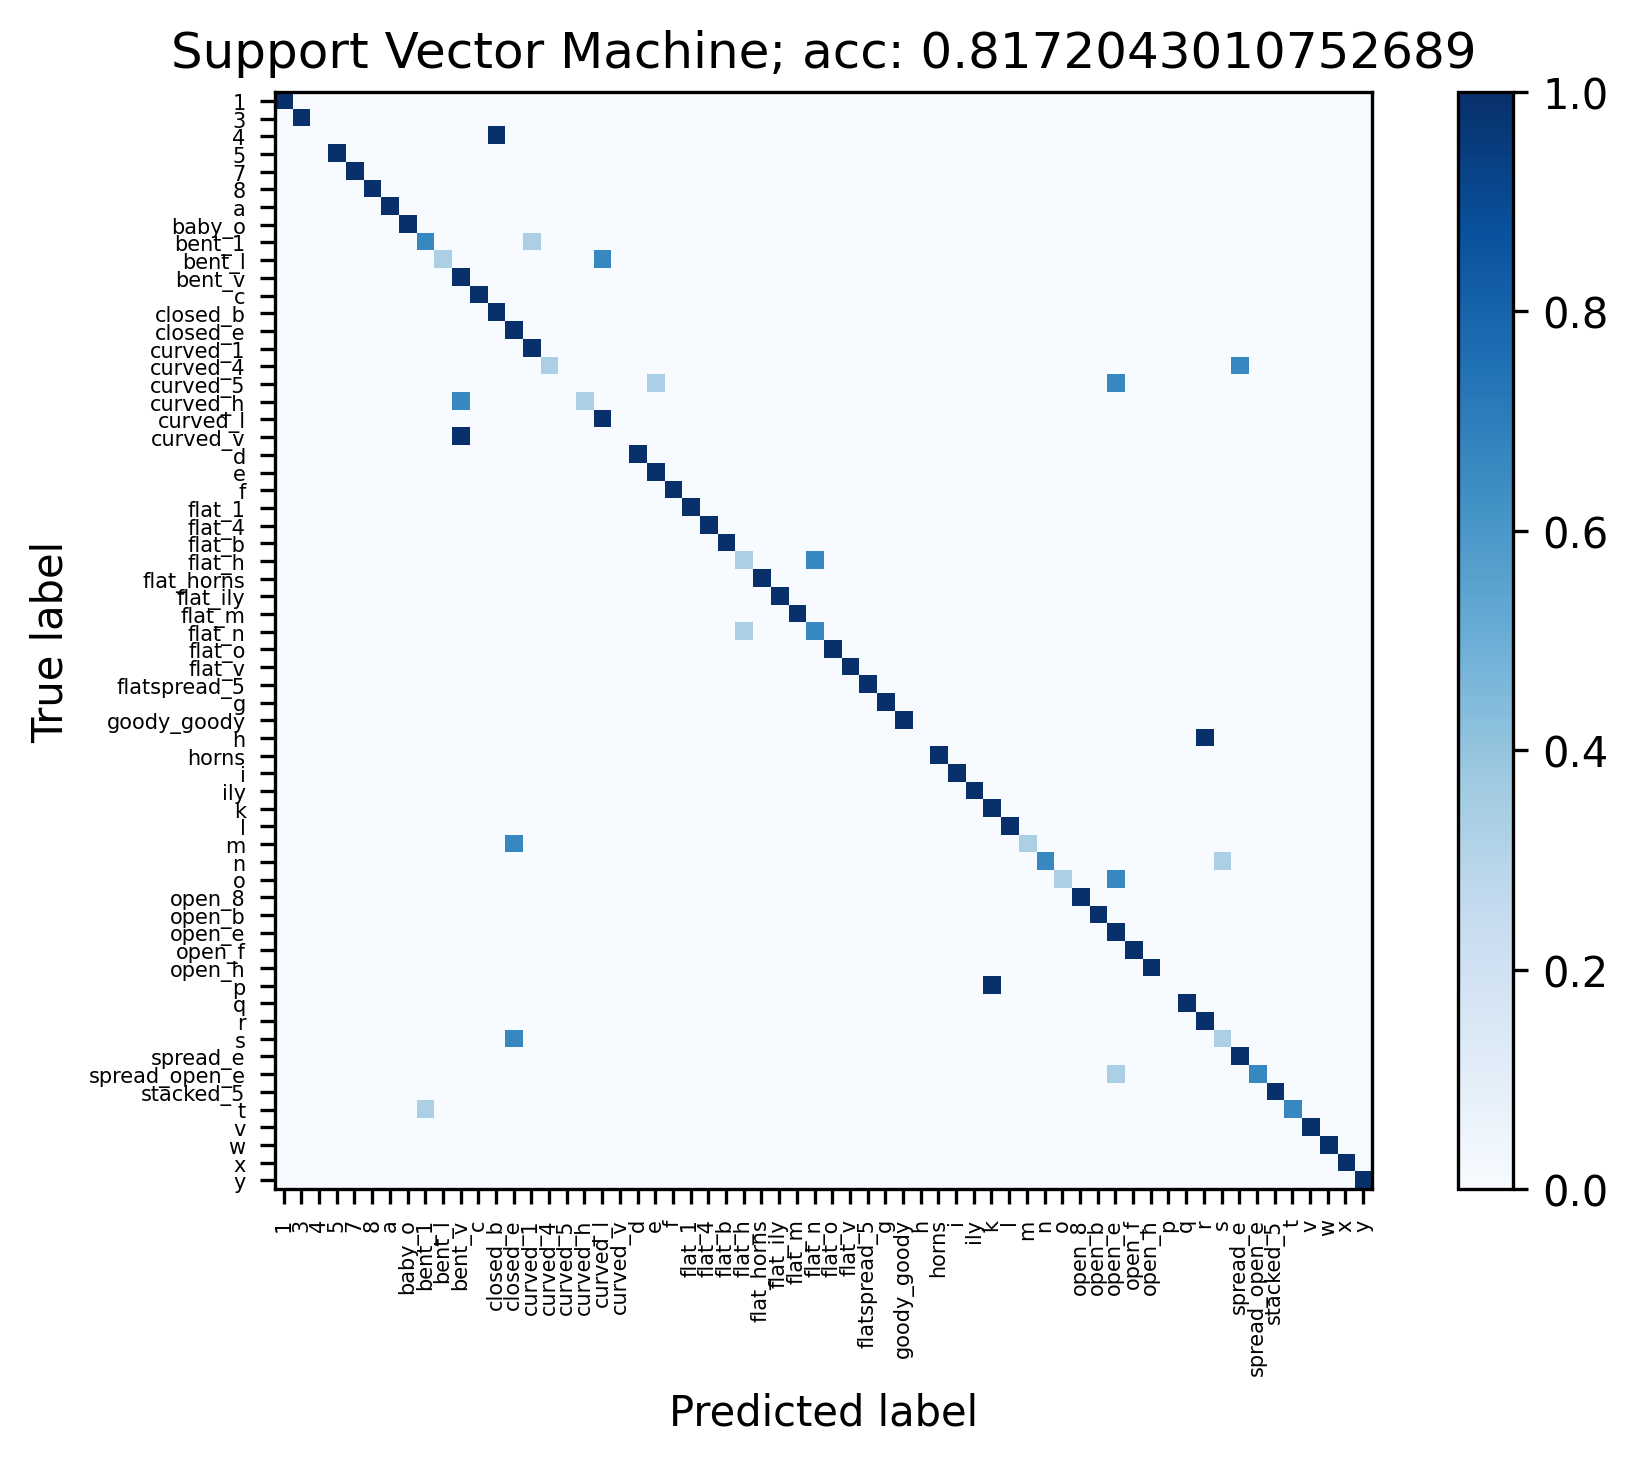 Support Vector Machine; acc: 0.8172043010752689
True label
1
3
4
5
7
8
a
baby_o
bent_1
bent_l
bent_v
c
closed_b
closed_e
curved_1
curved_4
curved_5
curved_h
curved_l
curved_v
d
e
f
flat_1
flat_4
flat_b
flat_h
flat_horns
flat_ily
flat_m
flat_n
flat_o
flat_v
flatspread_5
g
goody_goody
h
horns
i
ily
k
l
m
n
o
open_8
open_b
open_e
open_f
open_h
p
q
r
s
spread_e
spread_open_e
stacked_5
t
v
w
x
y
1
3
4
5
7
8
a
baby_o
bent_1
bent_l
bent_v
c
closed_b
closed_e
curved_1
curved_4
curved_5
curved_h
curved_l
curved_v
d
e
f
flat_1
flat_4
flat_b
flat_h
flat_horns
flat_ily
flat_m
flat_n
flat_o
flat_v
flatspread_5
g
goody_goody
h
horns
i
ily
k
l
m
n
o
open_8
open_b
open_e
open_f
open_h
p
q
r
s
spread_e
spread_open_e
stacked_5
t
v
w
x
y
Predicted label
1.0
0.8
0.6
0.4
0.2
0.0